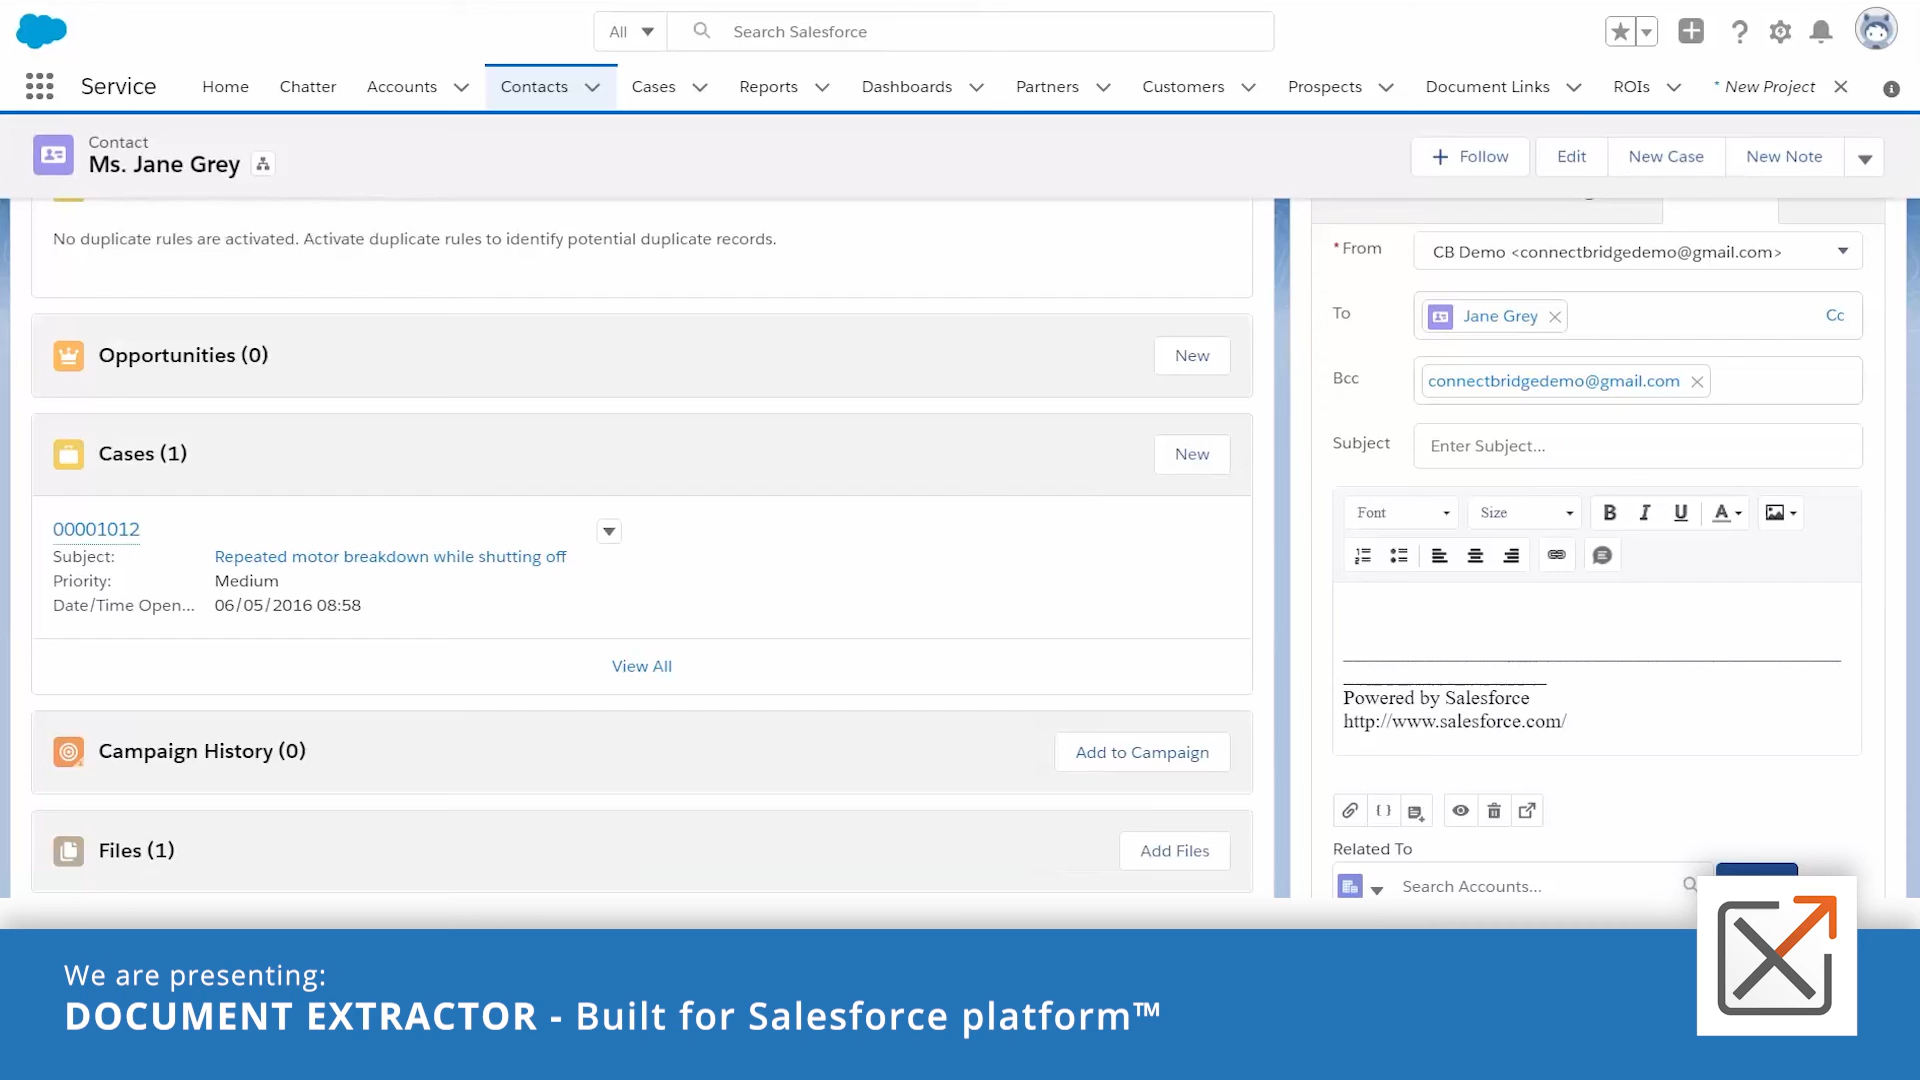 All
Search Salesforce
Service
Home
Chatter
Accounts
Contacts
Cases
Reports
Dashboards
Partners
Customers
Prospects
Document Links
ROIs
* New Project
Contact
Ms. Jane Grey
Follow
Edit
New Case
New Note
No duplicate rules are activated. Activate duplicate rules to identify potential duplicate records.
Opportunities (0)
New
Cases (1)
New
00001012
Subject: Repeated motor breakdown while shutting off
Priority: Medium
Date/Time Open... 06/05/2016 08:58
View All
Campaign History (0)
Add to Campaign
Files (1)
Add Files
* From
CB Demo <connectbridgedemo@gmail.com>
To
Jane Grey
Cc
Bcc
connectbridgedemo@gmail.com
Subject
Enter Subject...
Font
Size
B I U A
Powered by Salesforce
http://www.salesforce.com/
Related To
Search Accounts...
We are presenting:
DOCUMENT EXTRACTOR - Built for Salesforce platform™